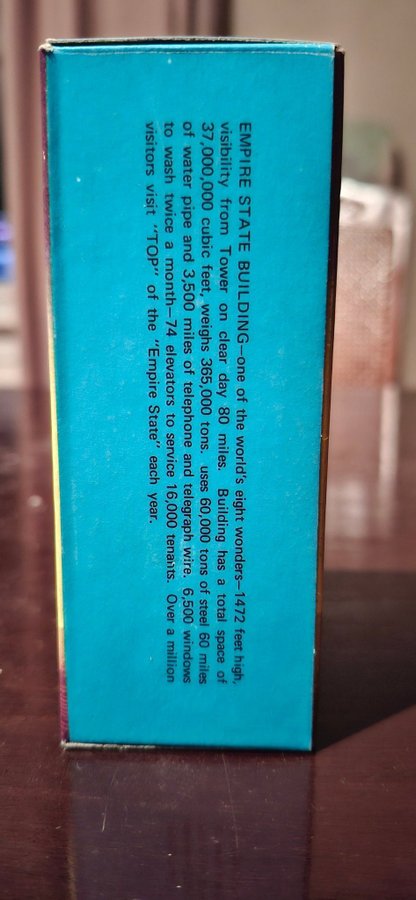 EMPIRE STATE BUILDING—one of the world's eight wonders—1472 feet high,
visibility from Tower on clear day 80 miles. Building has a total space of
37,000,000 cubic feet, weighs 365,000 tons. uses 60,000 tons of steel 60 miles
of water pipe and 3,500 miles of telephone and telegraph wire. 6,500 windows
to wash twice a month—74 elevators to service 16,000 tenants. Over a million
visitors visit "TOP" of the "Empire State" each year.